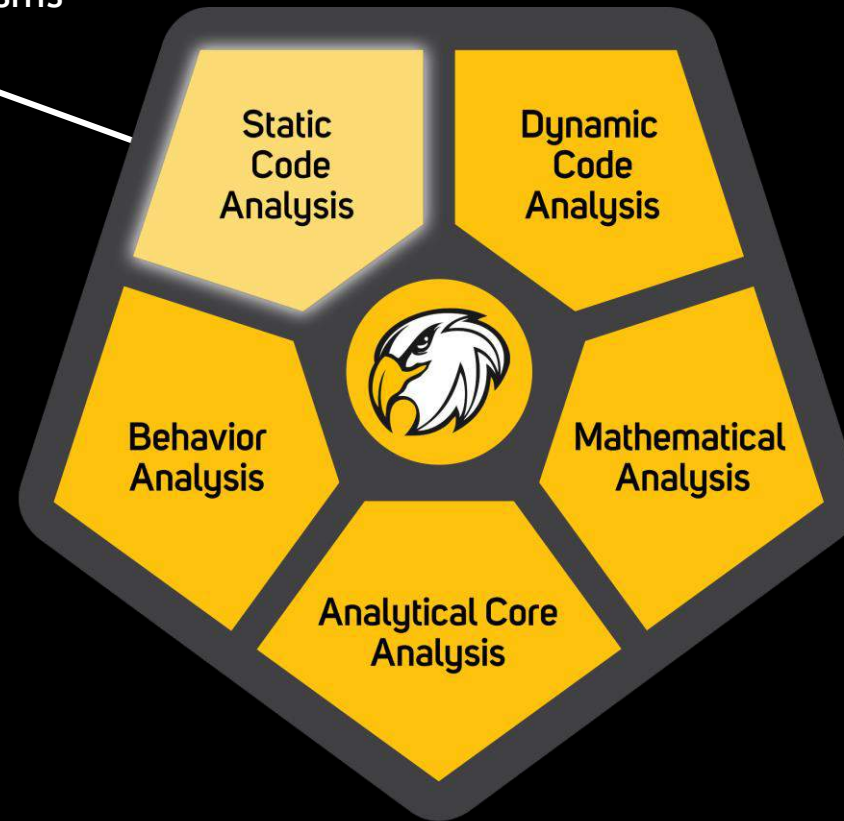 Static
Code
Analysis
Dynamic
Code
Analysis
Behavior
Analysis
Mathematical
Analysis
Analytical Core
Analysis